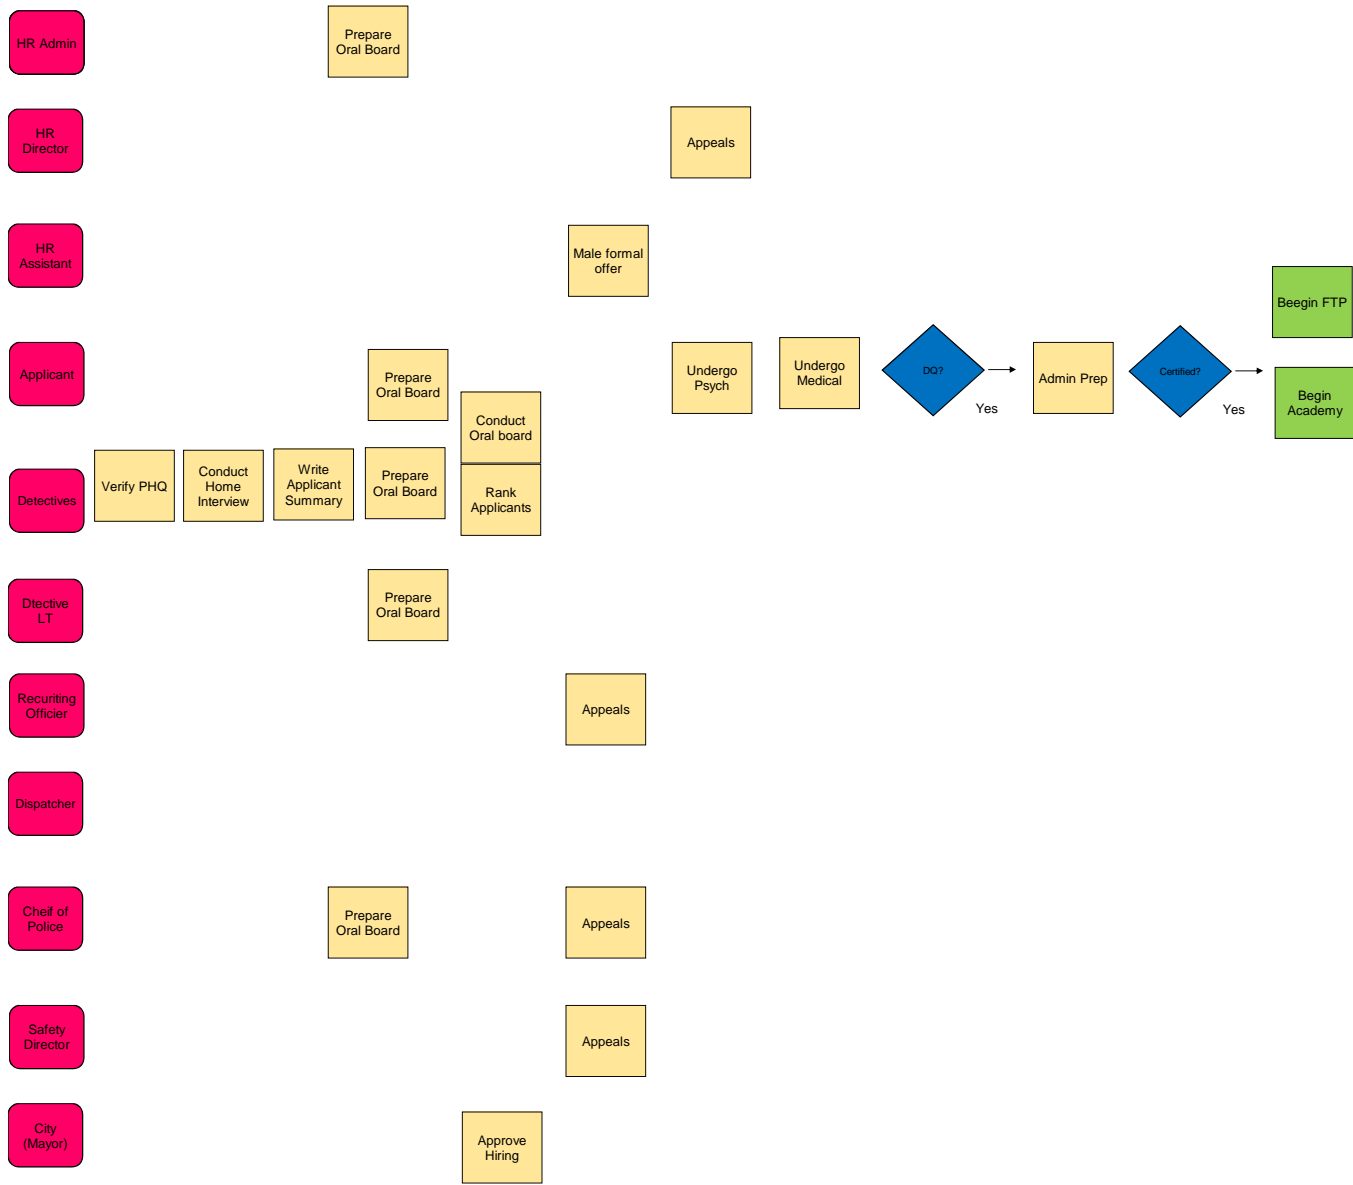 HR Admin
Prepare
Oral Board
HR
Director
Appeals
HR
Assistant
Male formal
offer
Beegin FTP
Applicant
Prepare
Oral Board
Conduct
Oral board
Undergo
Psych
Undergo
Medical
DQ?
Yes
Admin Prep
Certified?
Yes
Begin
Academy
Detectives
Verify PHQ
Conduct
Home
Interview
Write
Applicant
Summary
Prepare
Oral Board
Rank
Applicants
Dtective
LT
Prepare
Oral Board
Recuriting
Officier
Appeals
Dispatcher
Cheif of
Police
Prepare
Oral Board
Appeals
Safety
Director
Appeals
City
(Mayor)
Approve
Hiring